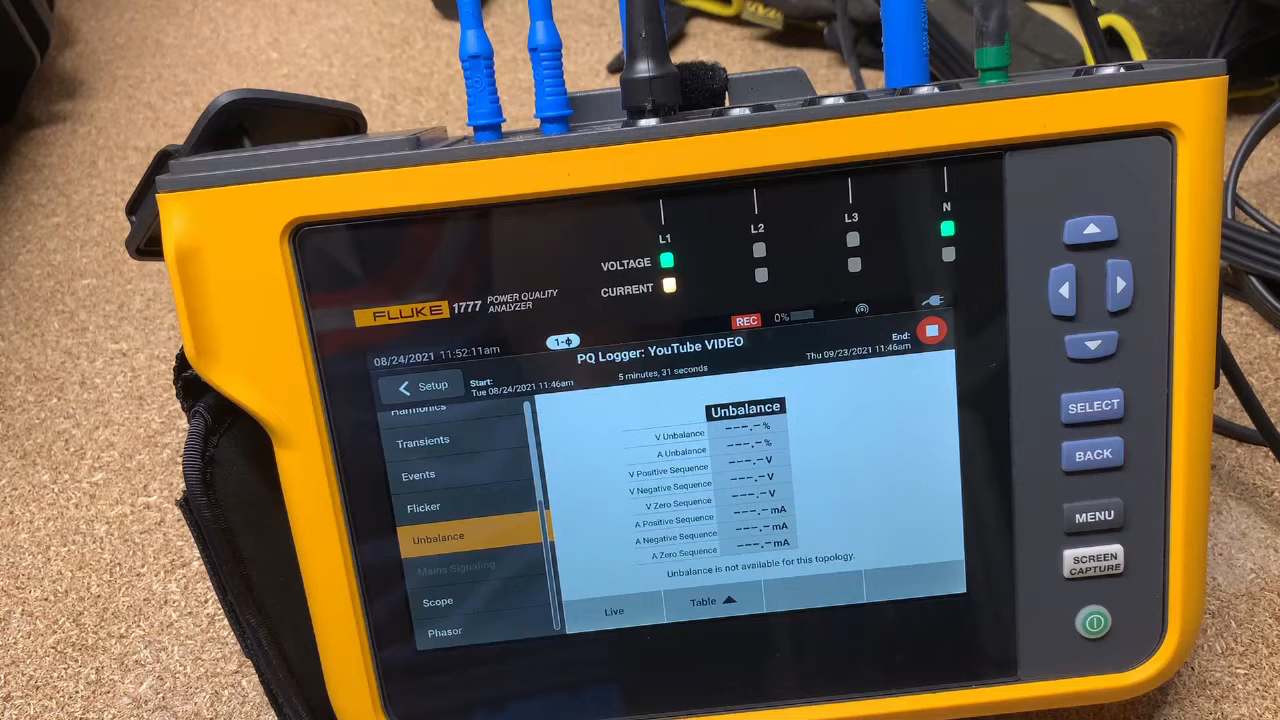 L1
L2
L3
N
VOLTAGE
CURRENT
FLUKE 1777 POWER QUALITY
ANALYZER
REC 0%
08/24/2021 11:52:11am
1-ɸ
PQ Logger: YouTube VIDEO
Setup
Start:
Tue 08/24/2021 11:46am
5 minutes, 31 seconds
End:
Thu 09/23/2021 11:46am
Harmonics
Transients
Events
Flicker
Unbalance
Mains Signaling
Scope
Phasor
Unbalance
V Unbalance ---.- %
A Unbalance ---.- %
V Positive Sequence ---.- V
V Negative Sequence ---.- V
V Zero Sequence ---.- V
A Positive Sequence ---.- mA
A Negative Sequence ---.- mA
A Zero Sequence ---.- mA
Unbalance is not available for this topology.
Live
Table
SELECT
BACK
MENU
SCREEN
CAPTURE